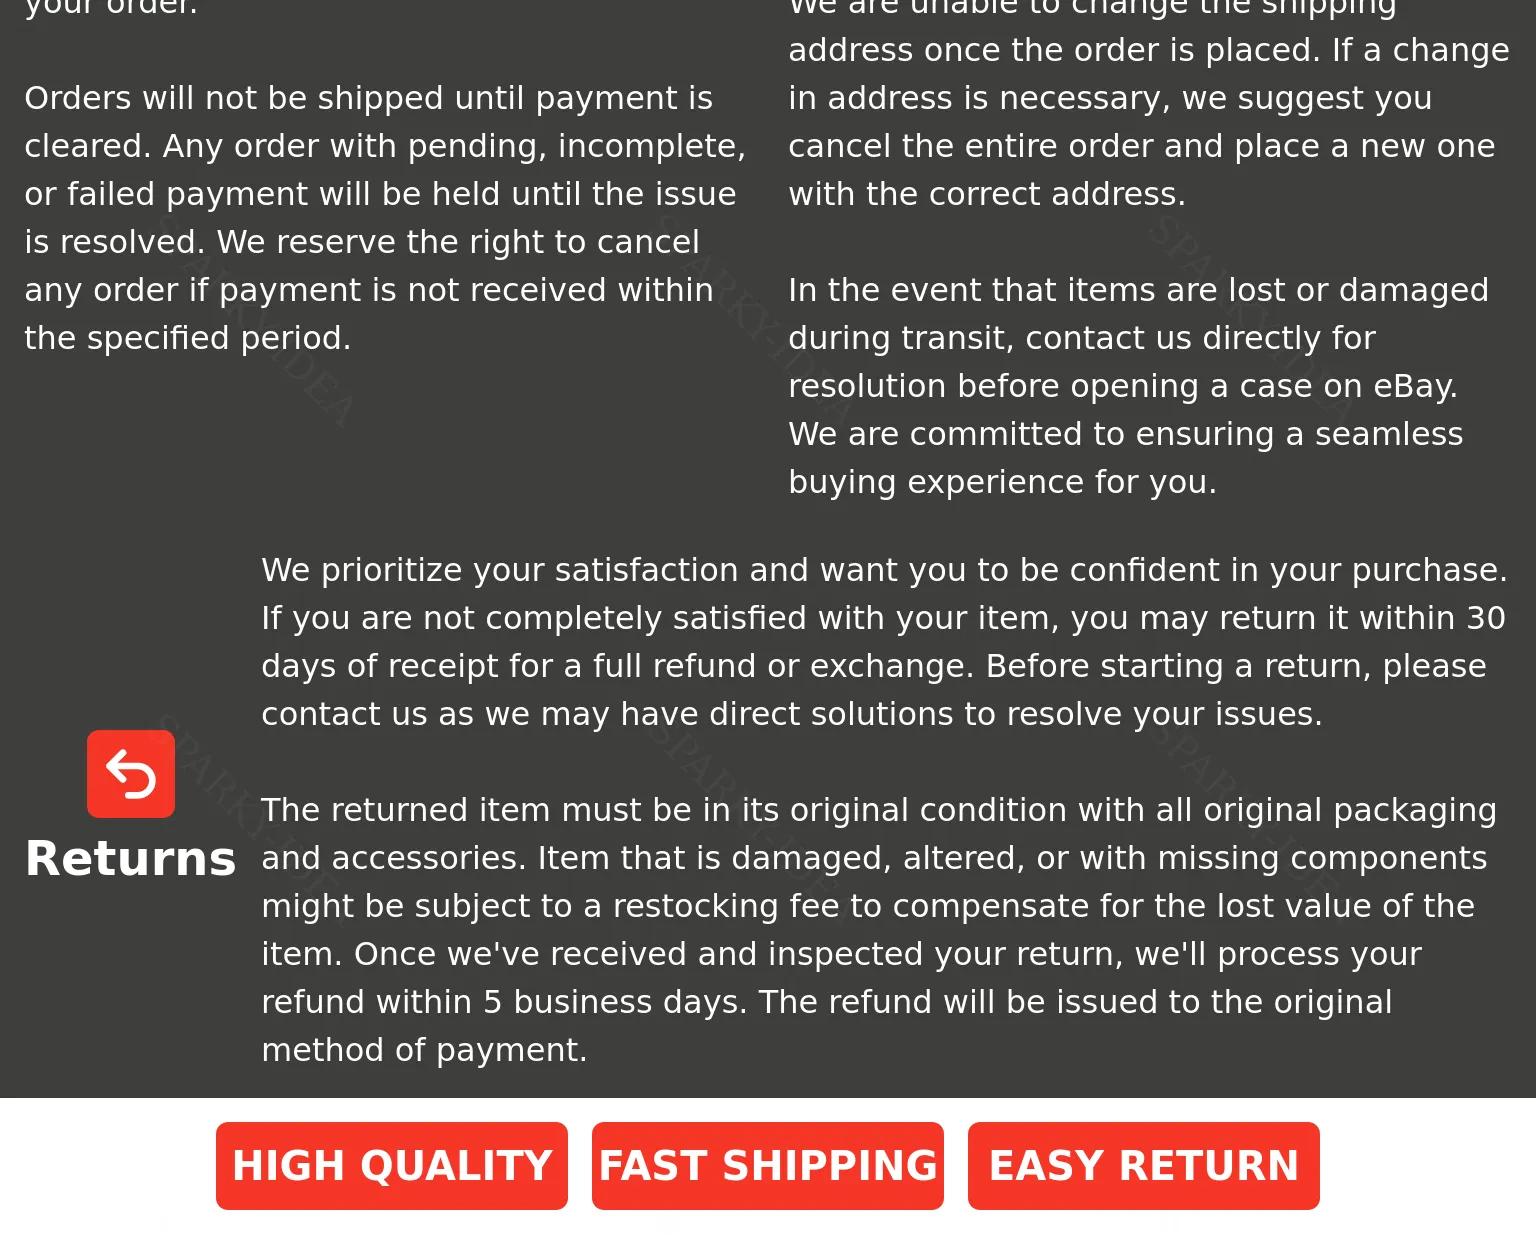 your order.
Orders will not be shipped until payment is
cleared. Any order with pending, incomplete,
or failed payment will be held until the issue
is resolved. We reserve the right to cancel
any order if payment is not received within
the specified period.
We are unable to change the shipping
address once the order is placed. If a change
in address is necessary, we suggest you
cancel the entire order and place a new one
with the correct address.
In the event that items are lost or damaged
during transit, contact us directly for
resolution before opening a case on eBay.
We are committed to ensuring a seamless
buying experience for you.
Returns
We prioritize your satisfaction and want you to be confident in your purchase.
If you are not completely satisfied with your item, you may return it within 30
days of receipt for a full refund or exchange. Before starting a return, please
contact us as we may have direct solutions to resolve your issues.
The returned item must be in its original condition with all original packaging
and accessories. Item that is damaged, altered, or with missing components
might be subject to a restocking fee to compensate for the lost value of the
item. Once we've received and inspected your return, we'll process your
refund within 5 business days. The refund will be issued to the original
method of payment.
HIGH QUALITY
FAST SHIPPING
EASY RETURN
SPARKY-IDEA
SPARKY-IDEA
SPARKY-IDEA
SPARKY-IDEA
SPARKY-IDEA
SPARKY-IDEA